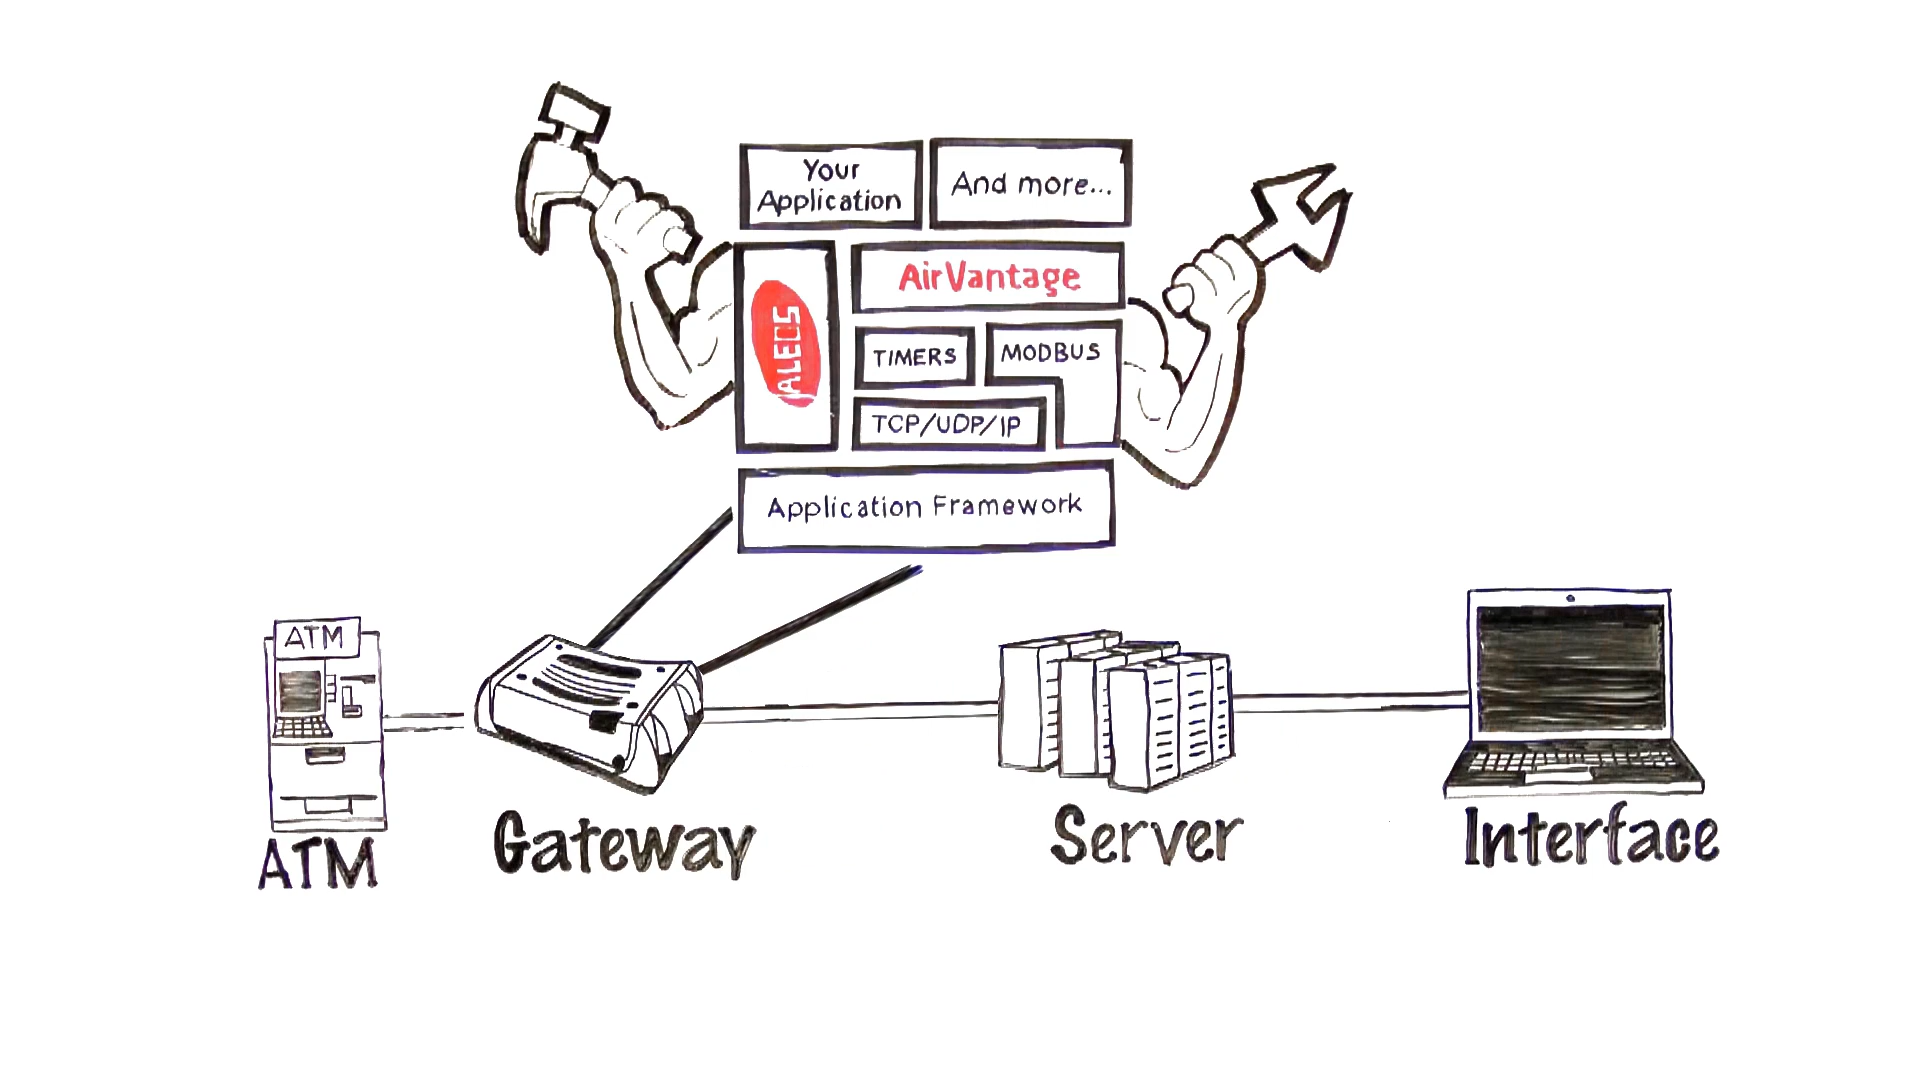 Your
Application
And more...
ALEOS
AirVantage
TIMERS
MODBUS
TCP/UDP/IP
Application Framework
ATM
ATM
Gateway
Server
Interface